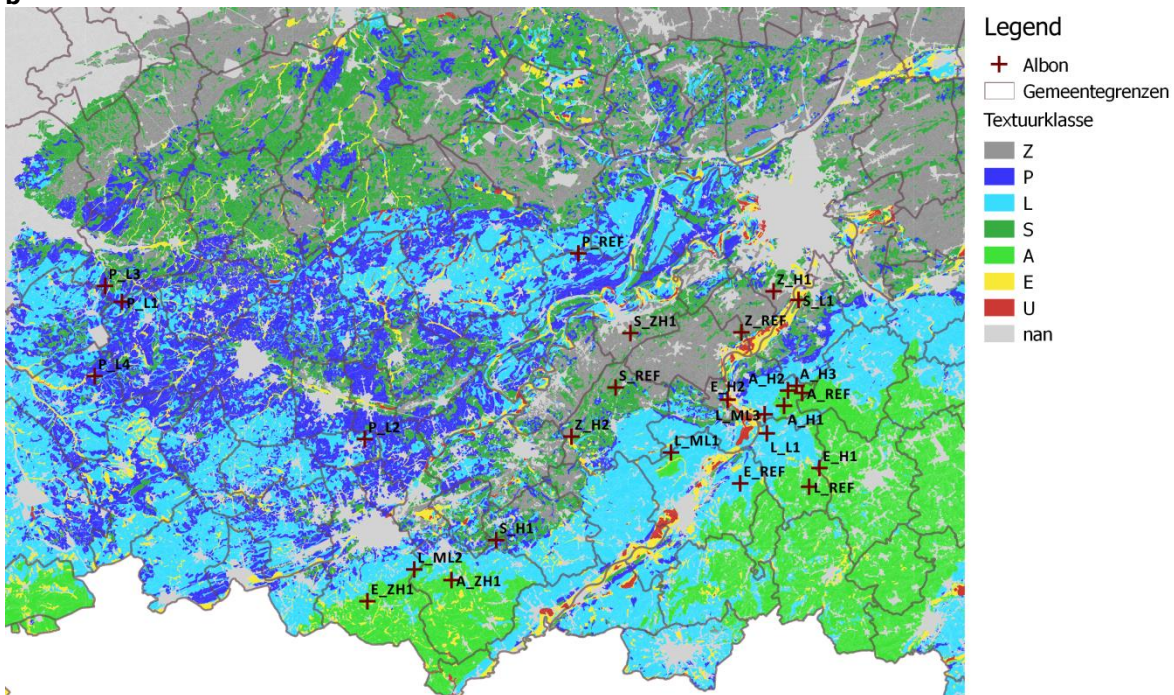 b
Legend
Albon
Gemeentegrenzen
Textuurklasse
Z
P
L
S
A
E
U
nan
P_REF
P_L3
P_L1
Z_H1
S_L1
S_ZH1
Z_REF
P_L4
S_REF
E_H2
A_H2
A_H3
A_REF
L_ML3
A_H1
P_L2
Z_H2
L_L1
L_ML1
E_H1
E_REF
L_REF
S_H1
L_ML2
A_ZH1
E_ZH1